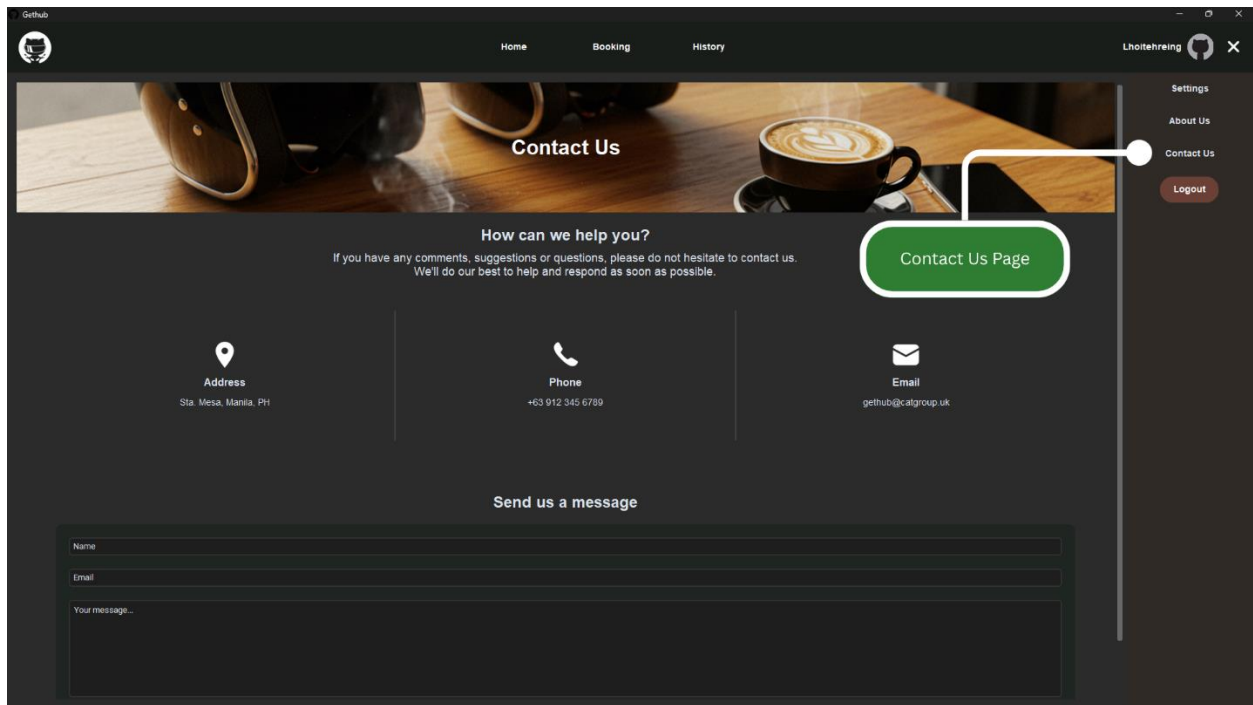 Gethub
Home Booking History
Lhoitehreing
Settings
About Us
Contact Us
Logout
Contact Us
Contact Us Page
How can we help you?
If you have any comments, suggestions or questions, please do not hesitate to contact us.
We'll do our best to help and respond as soon as possible.
Address
Sta. Mesa, Manila, PH
Phone
+63 912 345 6789
Email
gethub@catgroup.uk
Send us a message
Name
Email
Your message...